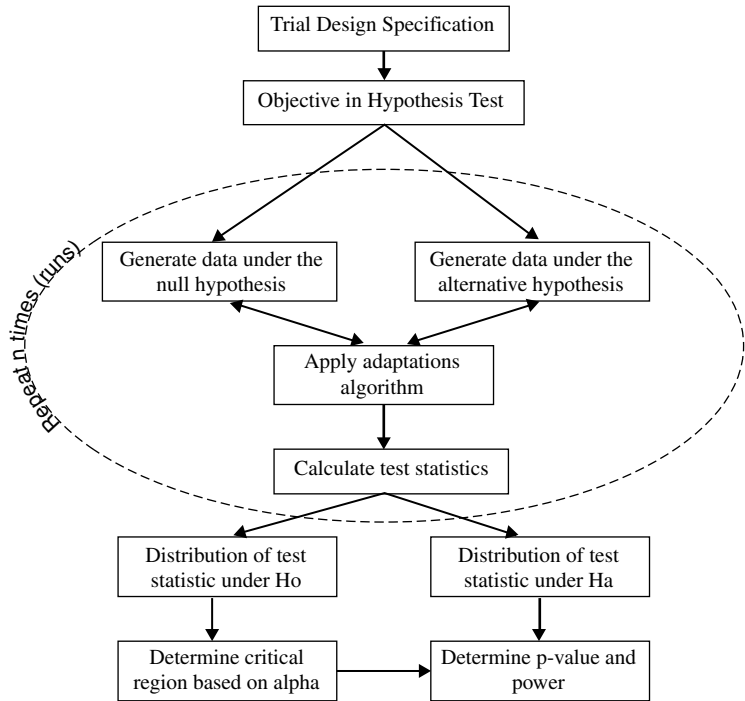 Trial Design Specification
Objective in Hypothesis Test
Repeat n_times (runs)
Generate data under the
null hypothesis
Generate data under the
alternative hypothesis
Apply adaptations
algorithm
Calculate test statistics
Distribution of test
statistic under Ho
Distribution of test
statistic under Ha
Determine critical
region based on alpha
Determine p-value and
power